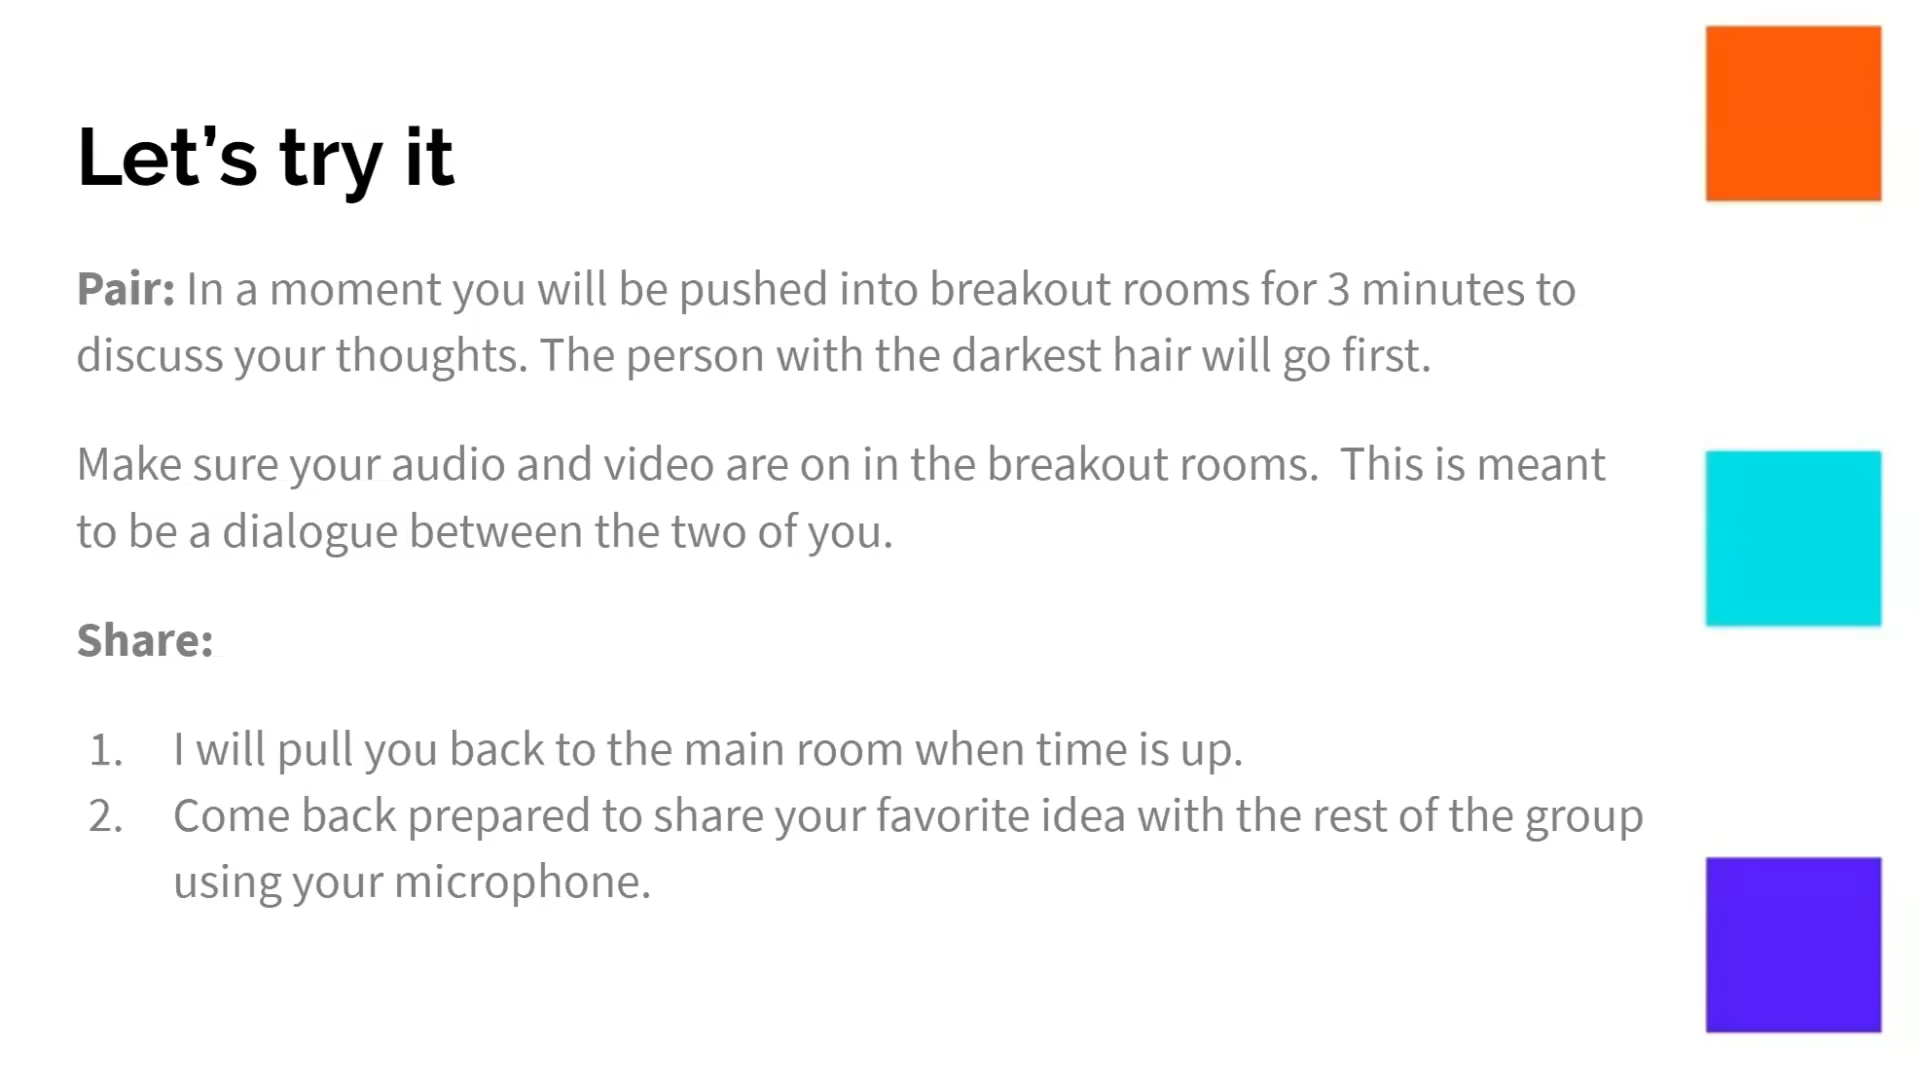 Let’s try it
Pair: In a moment you will be pushed into breakout rooms for 3 minutes to
discuss your thoughts. The person with the darkest hair will go first.
Make sure your audio and video are on in the breakout rooms.  This is meant
to be a dialogue between the two of you.
Share:
1. I will pull you back to the main room when time is up.
2. Come back prepared to share your favorite idea with the rest of the group
using your microphone.